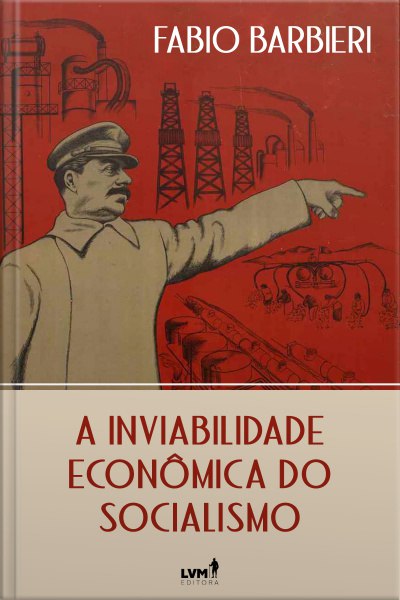 FABIO BARBIERI
A INVIABILIDADE
ECONÔMICA DO
SOCIALISMO
LVM
EDITORA